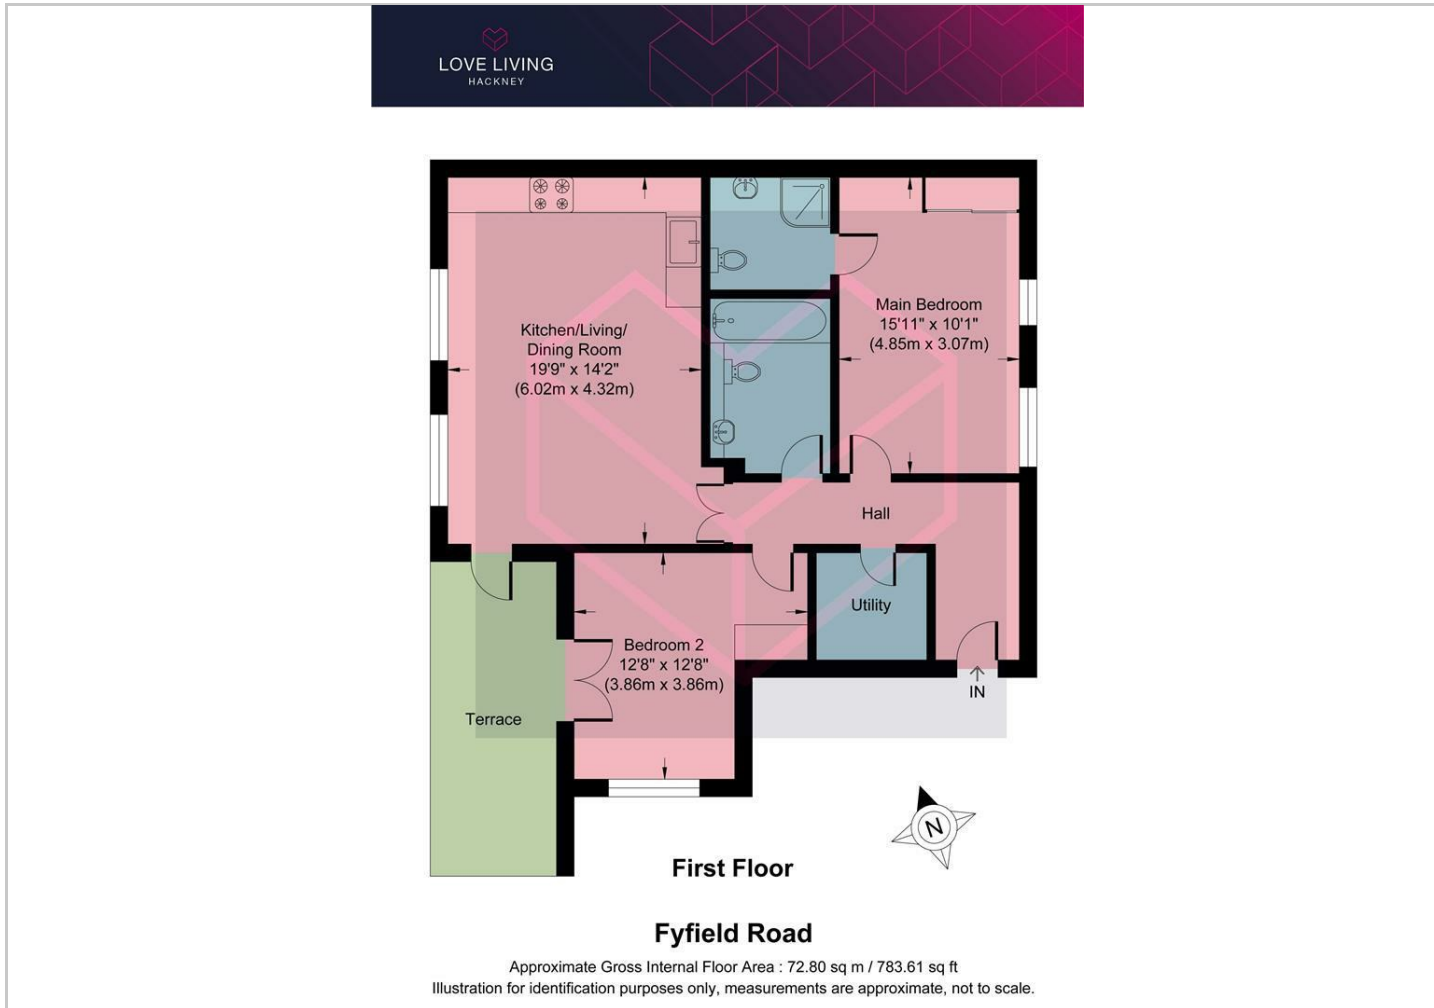 LOVE LIVING
HACKNEY
Kitchen/Living/
Dining Room
19'9" x 14'2"
(6.02m x 4.32m)
Main Bedroom
15'11" x 10'1"
(4.85m x 3.07m)
Hall
Utility
Bedroom 2
12'8" x 12'8"
(3.86m x 3.86m)
Terrace
IN
N
First Floor
Fyfield Road
Approximate Gross Internal Floor Area : 72.80 sq m / 783.61 sq ft
Illustration for identification purposes only, measurements are approximate, not to scale.